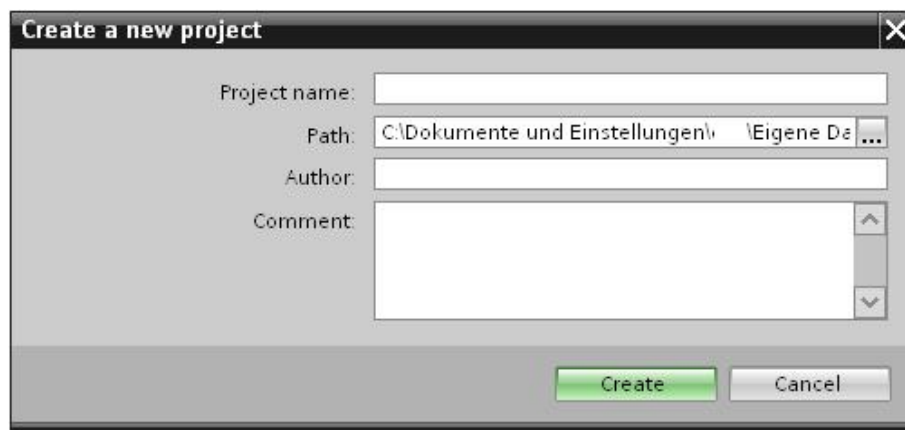 Create a new project
Project name:
Path: C:\Dokumente und Einstellungen\ \Eigene Da ...
Author:
Comment:
Create Cancel